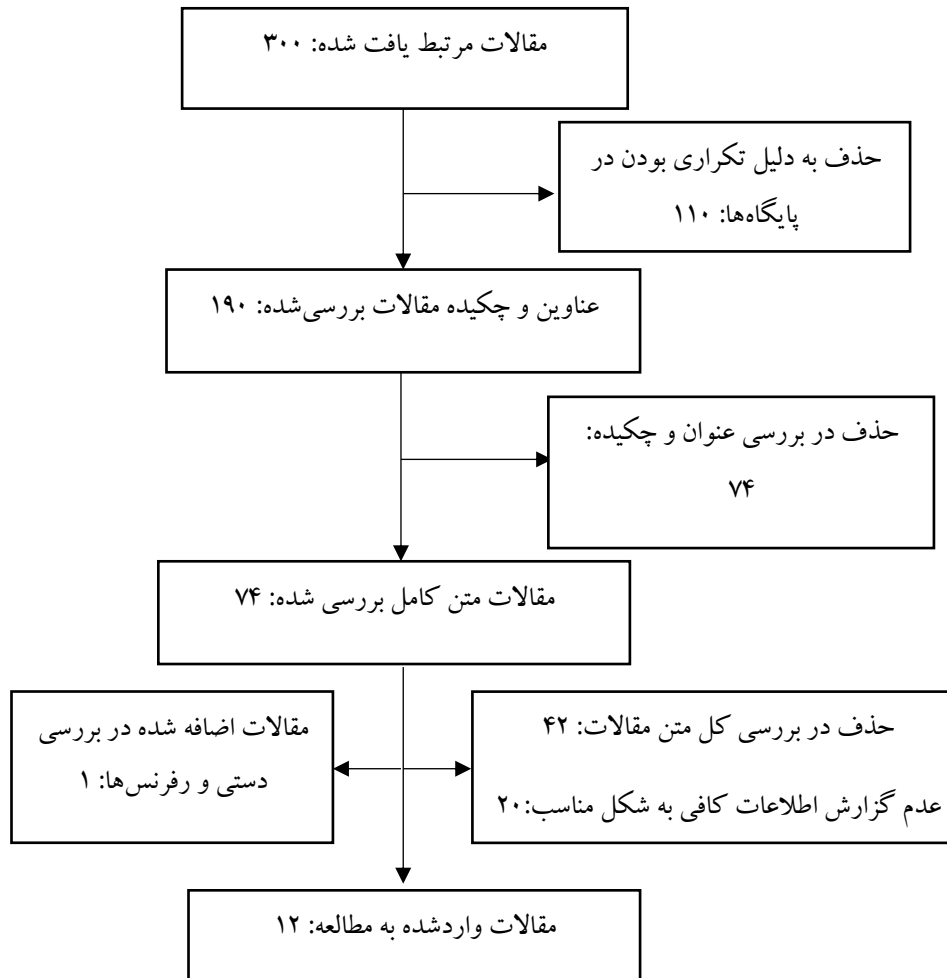 مقالات مرتبط یافت شده: ۳۰۰
حذف به دلیل تکراری بودن در
پایگاه‌ها: ۱۱۰
عناوین و چکیده مقالات بررسی‌شده: ۱۹۰
حذف در بررسی عنوان و چکیده:
۷۴
مقالات متن کامل بررسی شده: ۷۴
حذف در بررسی کل متن مقالات: ۴۲
عدم گزارش اطلاعات کافی به شکل مناسب:۲۰
مقالات اضافه شده در بررسی
دستی و رفرنس‌ها: ۱
مقالات واردشده به مطالعه: ۱۲